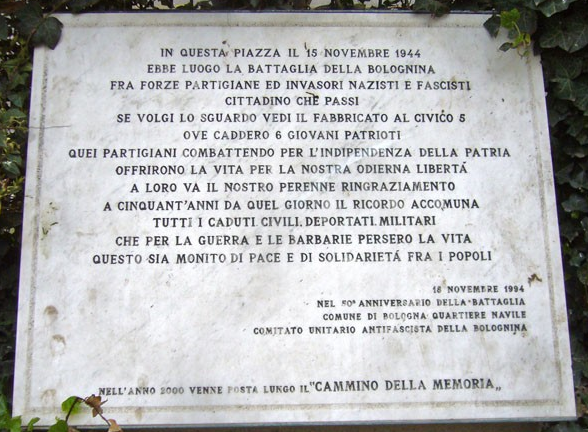 IN QUESTA PIAZZA IL 15 NOVEMBRE 1944
EBBE LUOGO LA BATTAGLIA DELLA BOLOGNINA
FRA FORZE PARTIGIANE ED INVASORI NAZISTI E FASCISTI
CITTADINO CHE PASSI
SE VOLGI LO SGUARDO VEDI IL FABBRICATO AL CIVICO 5
OVE CADDERO 6 GIOVANI PATRIOTI
QUEI PARTIGIANI COMBATTENDO PER L'INDIPENDENZA DELLA PATRIA
OFFRIRONO LA VITA PER LA NOSTRA ODIERNA LIBERTÁ
A LORO VA IL NOSTRO PERENNE RINGRAZIAMENTO
A CINQUANT'ANNI DA QUEL GIORNO IL RICORDO ACCOMUNA
TUTTI I CADUTI CIVILI.DEPORTATI.MILITARI
CHE PER LA GUERRA E LE BARBARIE PERSERO LA VITA
QUESTO SIA MONITO DI PACE E DI SOLIDARIETÁ FRA I POPOLI
15 NOVEMBRE 1994
NEL 50° ANNIVERSARIO DELLA BATTAGLIA
COMUNE DI BOLOGNA QUARTIERE NAVILE
COMITATO UNITARIO ANTIFASCISTA DELLA BOLOGNINA
NELL'ANNO 2000 VENNE POSTA LUNGO IL "CAMMINO DELLA MEMORIA„